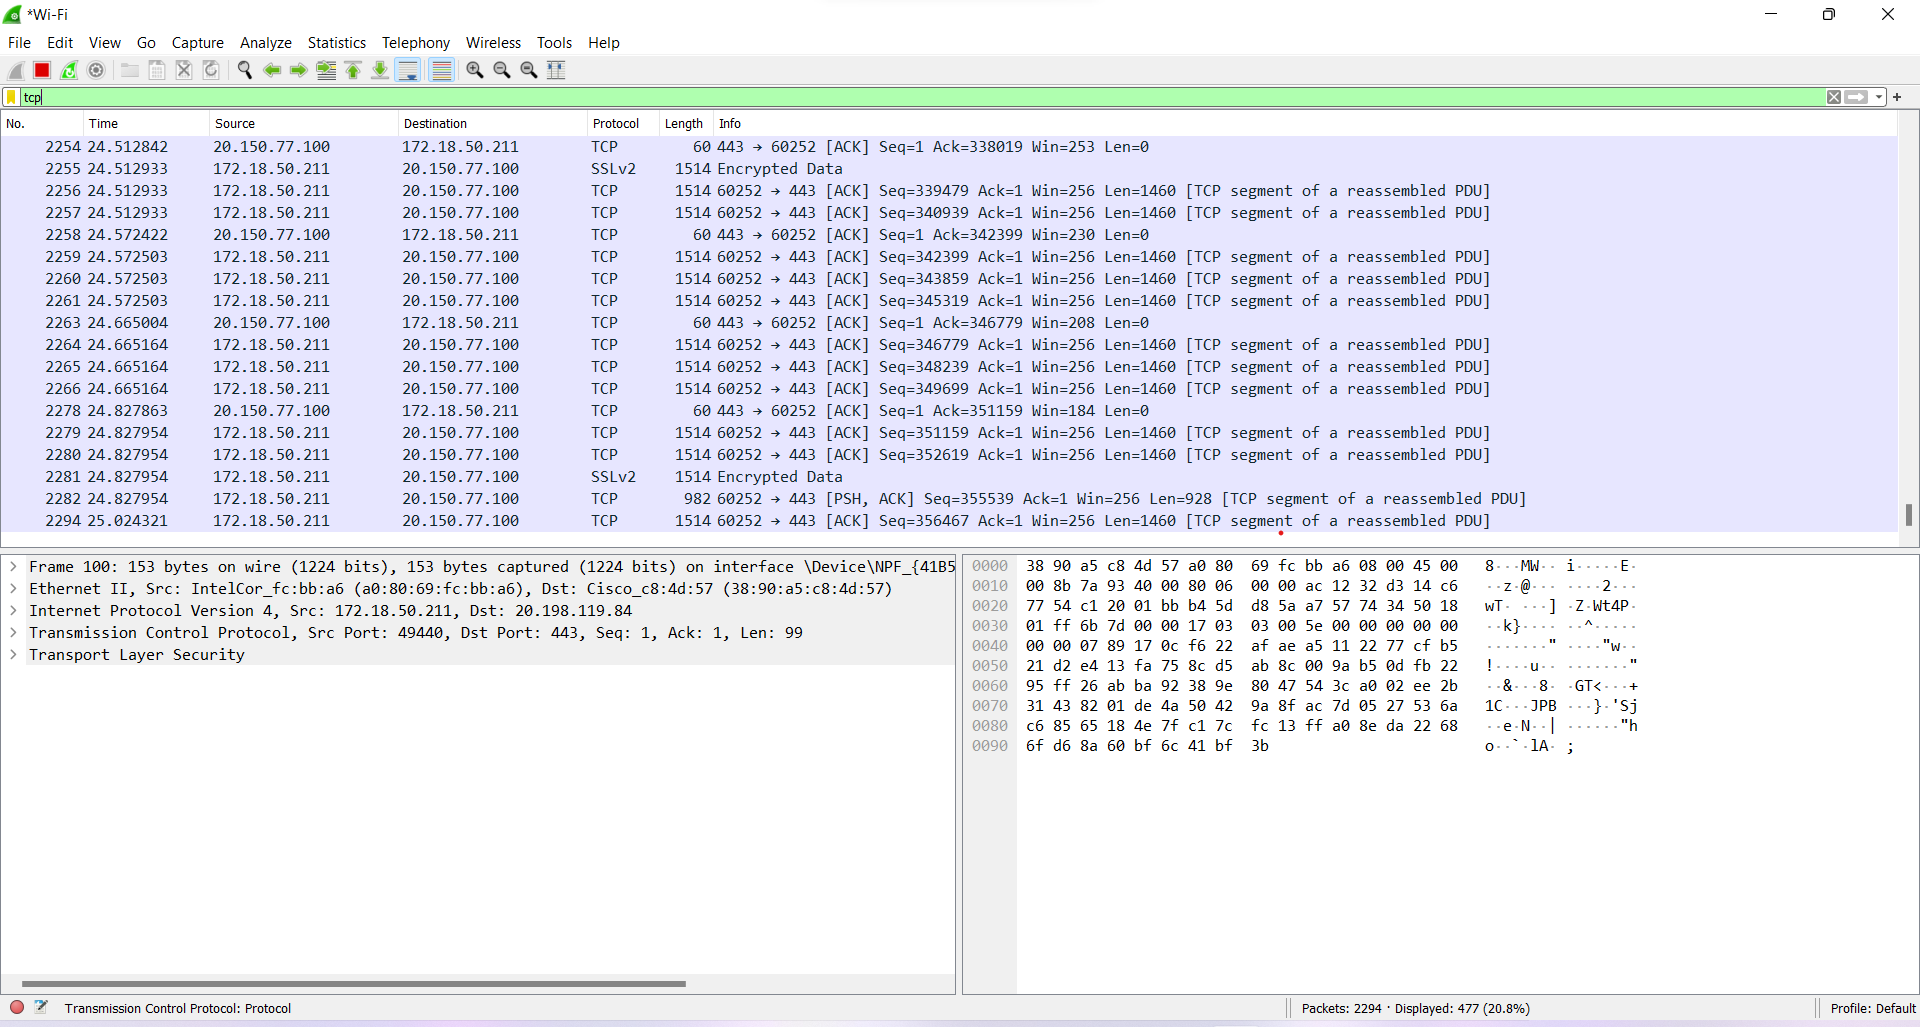 *Wi-Fi
File Edit View Go Capture Analyze Statistics Telephony Wireless Tools Help
tcp
No. Time Source Destination Protocol Length Info
2254 24.512842 20.150.77.100 172.18.50.211 TCP 60 443 → 60252 [ACK] Seq=1 Ack=338019 Win=253 Len=0
2255 24.512933 172.18.50.211 20.150.77.100 SSLv2 1514 Encrypted Data
2256 24.512933 172.18.50.211 20.150.77.100 TCP 1514 60252 → 443 [ACK] Seq=339479 Ack=1 Win=256 Len=1460 [TCP segment of a reassembled PDU]
2257 24.512933 172.18.50.211 20.150.77.100 TCP 1514 60252 → 443 [ACK] Seq=340939 Ack=1 Win=256 Len=1460 [TCP segment of a reassembled PDU]
2258 24.572422 20.150.77.100 172.18.50.211 TCP 60 443 → 60252 [ACK] Seq=1 Ack=342399 Win=230 Len=0
2259 24.572503 172.18.50.211 20.150.77.100 TCP 1514 60252 → 443 [ACK] Seq=342399 Ack=1 Win=256 Len=1460 [TCP segment of a reassembled PDU]
2260 24.572503 172.18.50.211 20.150.77.100 TCP 1514 60252 → 443 [ACK] Seq=343859 Ack=1 Win=256 Len=1460 [TCP segment of a reassembled PDU]
2261 24.572503 172.18.50.211 20.150.77.100 TCP 1514 60252 → 443 [ACK] Seq=345319 Ack=1 Win=256 Len=1460 [TCP segment of a reassembled PDU]
2263 24.665004 20.150.77.100 172.18.50.211 TCP 60 443 → 60252 [ACK] Seq=1 Ack=346779 Win=208 Len=0
2264 24.665164 172.18.50.211 20.150.77.100 TCP 1514 60252 → 443 [ACK] Seq=346779 Ack=1 Win=256 Len=1460 [TCP segment of a reassembled PDU]
2265 24.665164 172.18.50.211 20.150.77.100 TCP 1514 60252 → 443 [ACK] Seq=348239 Ack=1 Win=256 Len=1460 [TCP segment of a reassembled PDU]
2266 24.665164 172.18.50.211 20.150.77.100 TCP 1514 60252 → 443 [ACK] Seq=349699 Ack=1 Win=256 Len=1460 [TCP segment of a reassembled PDU]
2278 24.827863 20.150.77.100 172.18.50.211 TCP 60 443 → 60252 [ACK] Seq=1 Ack=351159 Win=184 Len=0
2279 24.827954 172.18.50.211 20.150.77.100 TCP 1514 60252 → 443 [ACK] Seq=351159 Ack=1 Win=256 Len=1460 [TCP segment of a reassembled PDU]
2280 24.827954 172.18.50.211 20.150.77.100 TCP 1514 60252 → 443 [ACK] Seq=352619 Ack=1 Win=256 Len=1460 [TCP segment of a reassembled PDU]
2281 24.827954 172.18.50.211 20.150.77.100 SSLv2 1514 Encrypted Data
2282 24.827954 172.18.50.211 20.150.77.100 TCP 982 60252 → 443 [PSH, ACK] Seq=355539 Ack=1 Win=256 Len=928 [TCP segment of a reassembled PDU]
2294 25.024321 172.18.50.211 20.150.77.100 TCP 1514 60252 → 443 [ACK] Seq=356467 Ack=1 Win=256 Len=1460 [TCP segment of a reassembled PDU]
Frame 100: 153 bytes on wire (1224 bits), 153 bytes captured (1224 bits) on interface \Device\NPF_{41B5
Ethernet II, Src: IntelCor_fc:bb:a6 (a0:80:69:fc:bb:a6), Dst: Cisco_c8:4d:57 (38:90:a5:c8:4d:57)
Internet Protocol Version 4, Src: 172.18.50.211, Dst: 20.198.119.84
Transmission Control Protocol, Src Port: 49440, Dst Port: 443, Seq: 1, Ack: 1, Len: 99
Transport Layer Security
0000 38 90 a5 c8 4d 57 a0 80 69 fc bb a6 08 00 45 00 8···MW·· i·····E·
0010 00 8b 7a 93 40 00 80 06 00 00 ac 12 32 d3 14 c6 ··z·@··· ····2···
0020 77 54 c1 20 01 bb b4 5d d8 5a a7 57 74 34 50 18 wT· ···] ·Z·Wt4P·
0030 01 ff 6b 7d 00 00 17 03 03 00 5e 00 00 00 00 00 ··k}···· ··^·····
0040 00 00 07 89 17 0c f6 22 af ae a5 11 22 77 cf b5 ·······" ····"w··
0050 21 d2 e4 13 fa 75 8c d5 ab 8c 00 9a b5 0d fb 22 !····u·· ·······"
0060 95 ff 26 ab ba 92 38 9e 80 47 54 3c a0 02 ee 2b ··&···8· ·GT<···+
0070 31 43 82 01 de 4a 50 42 9a 8f ac 7d 05 27 53 6a 1C···JPB ···}·'Sj
0080 c6 85 65 18 4e 7f c1 7c fc 13 ff a0 8e da 22 68 ··e·N··| ······"h
0090 6f d6 8a 60 bf 6c 41 bf 3b o··`·lA· ;
Transmission Control Protocol: Protocol
Packets: 2294 · Displayed: 477 (20.8%)
Profile: Default